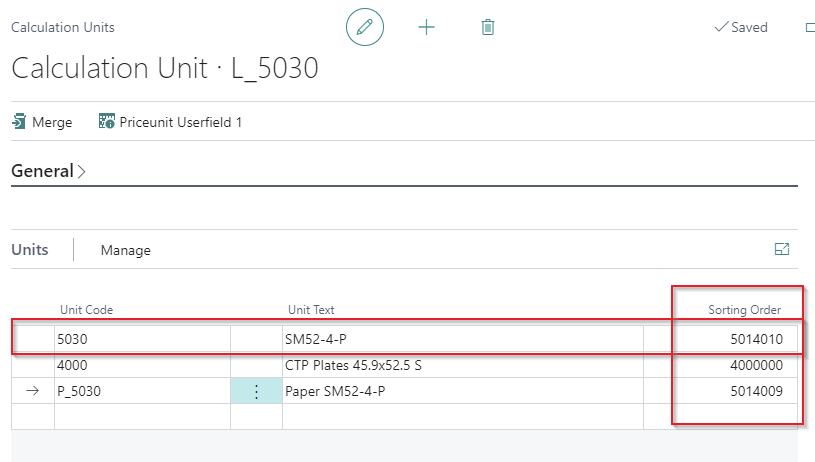 Calculation Units
Saved
Calculation Unit · L_5030
Merge Priceunit Userfield 1
General
Units Manage
Unit Code Unit Text Sorting Order
5030 SM52-4-P 5014010
4000 CTP Plates 45.9x52.5 S 4000000
P_5030 Paper SM52-4-P 5014009